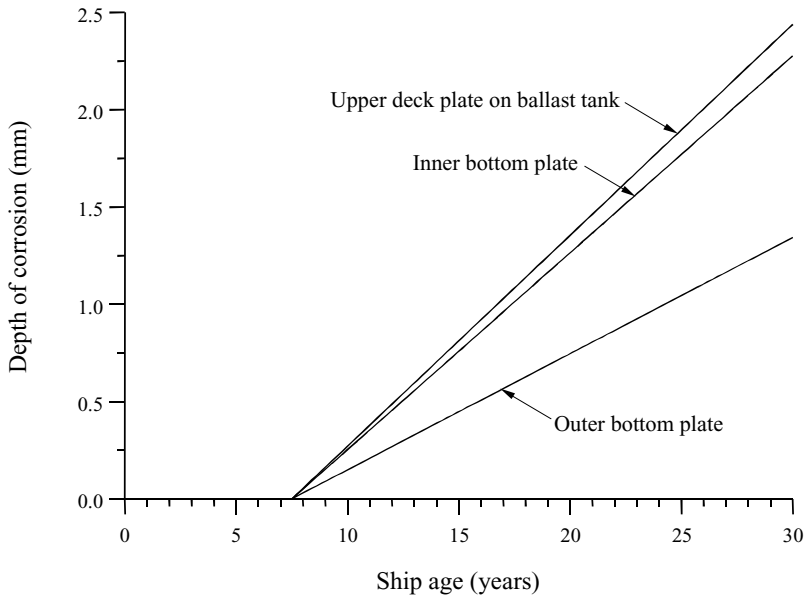 2.5
2.0
1.5
1.0
0.5
0.0
Depth of corrosion (mm)
Upper deck plate on ballast tank
Inner bottom plate
Outer bottom plate
0 5 10 15 20 25 30
Ship age (years)